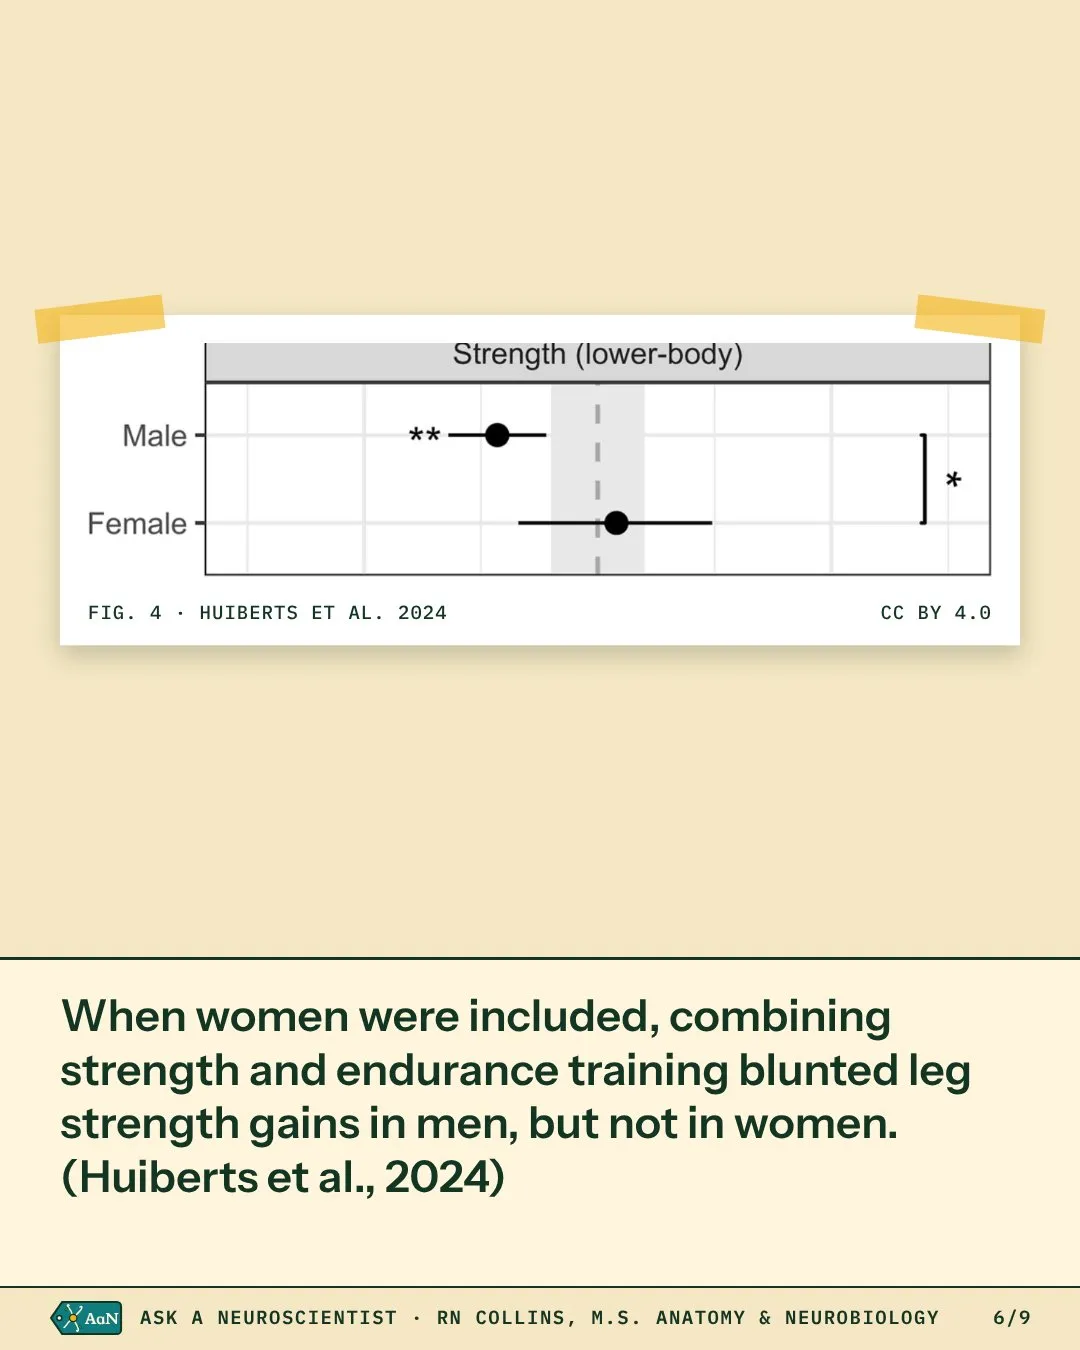 Strength (lower-body)
Male
**
Female
*
FIG. 4 · HUIBERTS ET AL. 2024
CC BY 4.0
When women were included, combining
strength and endurance training blunted leg
strength gains in men, but not in women.
(Huiberts et al., 2024)
AaN
ASK A NEUROSCIENTIST · RN COLLINS, M.S. ANATOMY & NEUROBIOLOGY
6/9